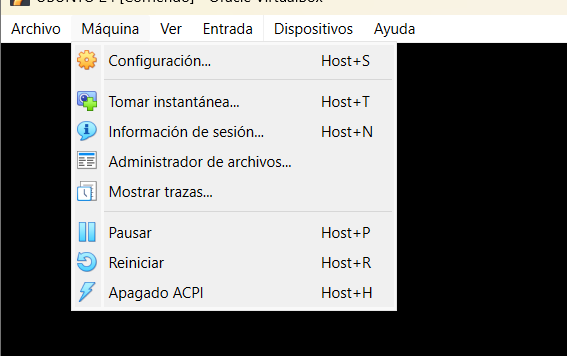 [Corriendo] - Oracle VirtualBox
Archivo Máquina Ver Entrada Dispositivos Ayuda
Configuración... Host+S
Tomar instantánea... Host+T
Información de sesión... Host+N
Administrador de archivos...
Mostrar trazas...
Pausar Host+P
Reiniciar Host+R
Apagado ACPI Host+H